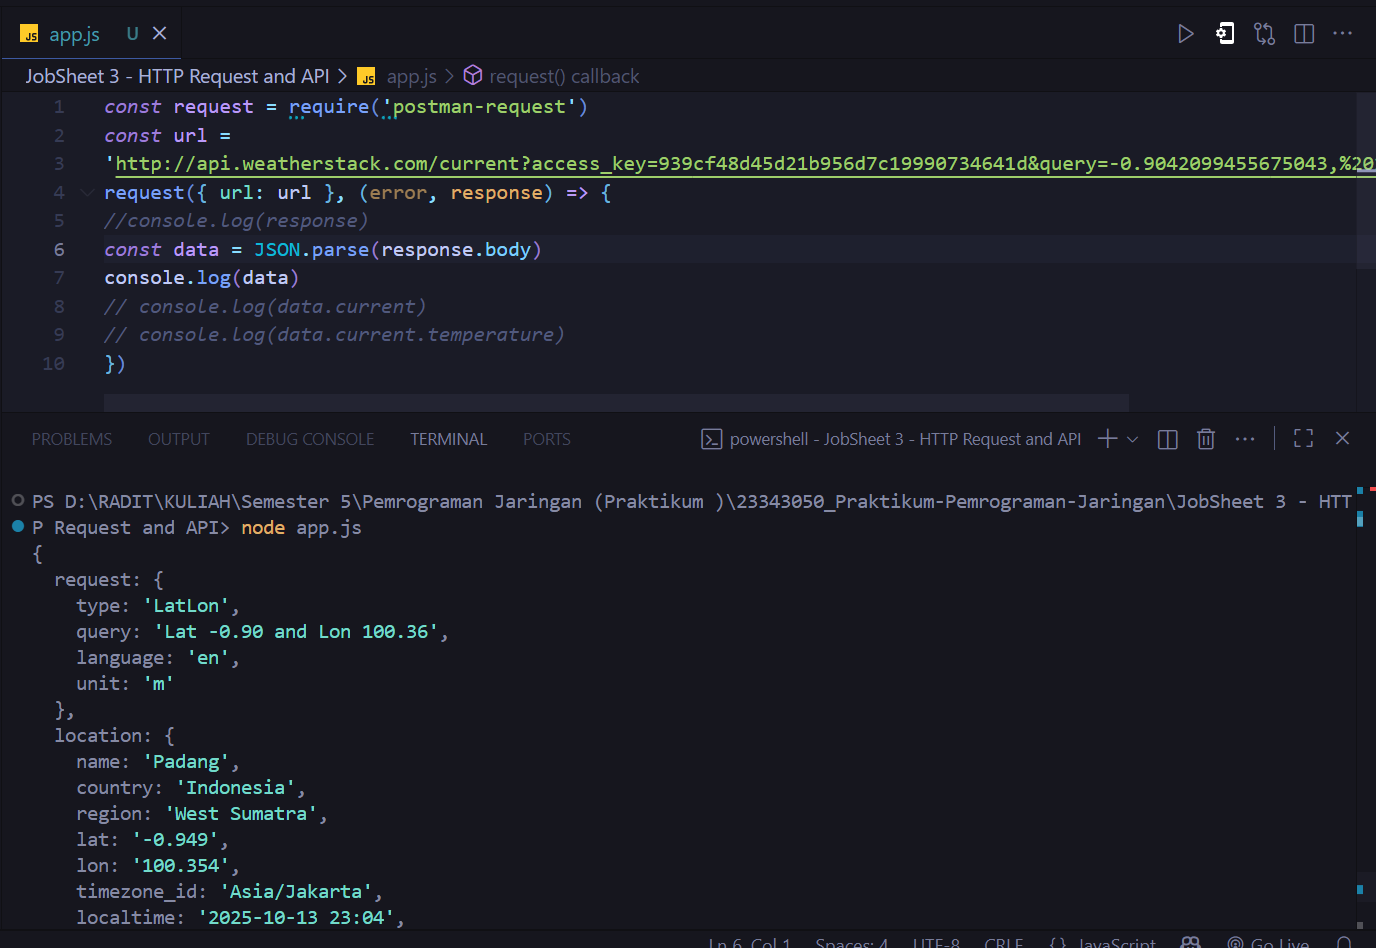 JS app.js U
JobSheet 3 - HTTP Request and API > JS app.js > request() callback
1 const request = require('postman-request')
2 const url =
3 'http://api.weatherstack.com/current?access_key=939cf48d45d21b956d7c19990734641d&query=-0.9042099455675043,%20
4 request({ url: url }, (error, response) => {
5 //console.log(response)
6 const data = JSON.parse(response.body)
7 console.log(data)
8 // console.log(data.current)
9 // console.log(data.current.temperature)
10 })
PROBLEMS OUTPUT DEBUG CONSOLE TERMINAL PORTS powershell - JobSheet 3 - HTTP Request and API
PS D:\RADIT\KULIAH\Semester 5\Pemrograman Jaringan (Praktikum )\23343050_Praktikum-Pemrograman-Jaringan\JobSheet 3 - HTT
P Request and API> node app.js
{
request: {
type: 'LatLon',
query: 'Lat -0.90 and Lon 100.36',
language: 'en',
unit: 'm'
},
location: {
name: 'Padang',
country: 'Indonesia',
region: 'West Sumatra',
lat: '-0.949',
lon: '100.354',
timezone_id: 'Asia/Jakarta',
localtime: '2025-10-13 23:04',
Ln 6, Col 1 Spaces: 4 UTF-8 CRLF {} JavaScript Go Live